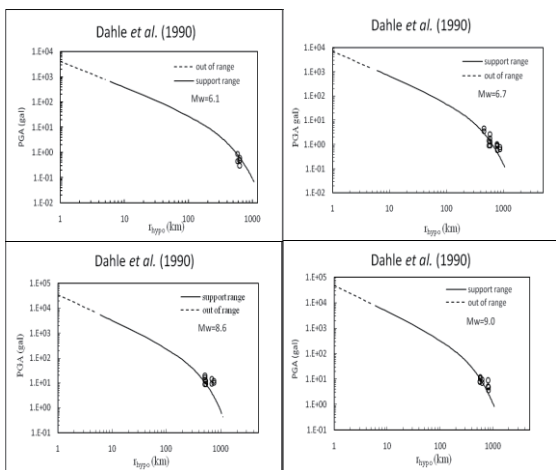 Dahle et al. (1990)
1.E+04
1.E+03
1.E+02
1.E+01
1.E+00
1.E-01
1.E-02
PGA (gal)
out of range
support range
Mw=6.1
1
10
100
1000
rhypo (km)
Dahle et al. (1990)
1.E+04
1.E+03
1.E+02
1.E+01
1.E+00
1.E-01
1.E-02
PGA gal)
support range
out of range
Mw=6.7
1
10
100
1000
rhypo (km)
Dahle et al. (1990)
1.E+05
1.E+04
1.E+03
1.E+02
1.E+01
1.E+00
1.E-01
PGA (gal)
support range
out of range
Mw=8.6
1
10
100
1000
rhypo (km)
Dahle et al. (1990)
1.E+05
1.E+04
1.E+03
1.E+02
1.E+01
1.E+00
1.E-01
PGA (gal)
support range
out of range
Mw=9.0
1
10
100
1000
rhypo (km)